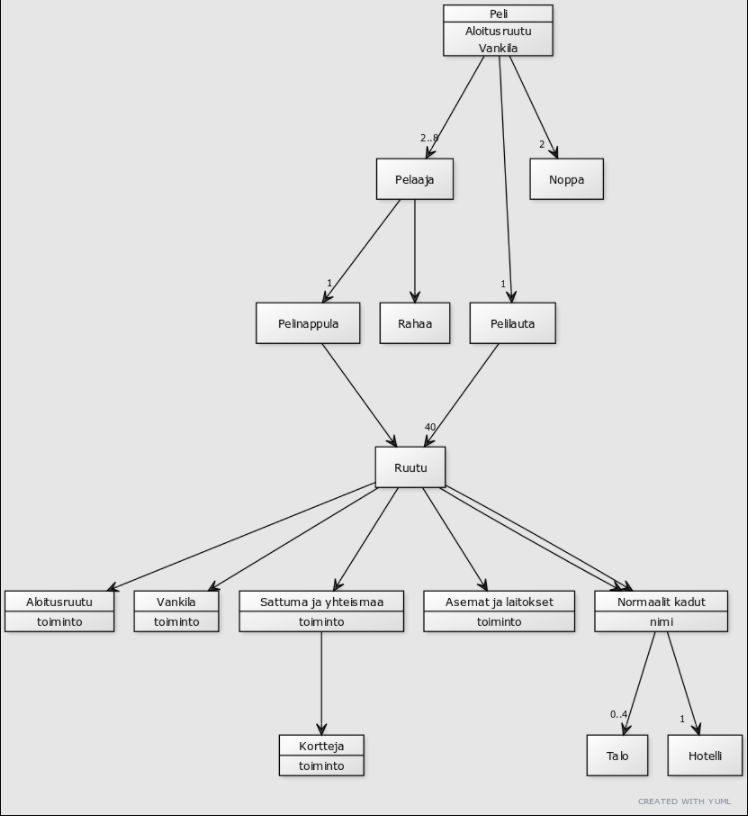 Peli
Aloitusruutu
Vankila
2..8
2
Pelaaja
Noppa
1
1
Pelinappula
Rahaa
Pelilauta
40
Ruutu
Aloitusruutu
toiminto
Vankila
toiminto
Sattuma ja yhteismaa
toiminto
Asemat ja laitokset
toiminto
Normaalit kadut
nimi
0..4
1
Kortteja
toiminto
Talo
Hotelli
CREATED WITH YUML